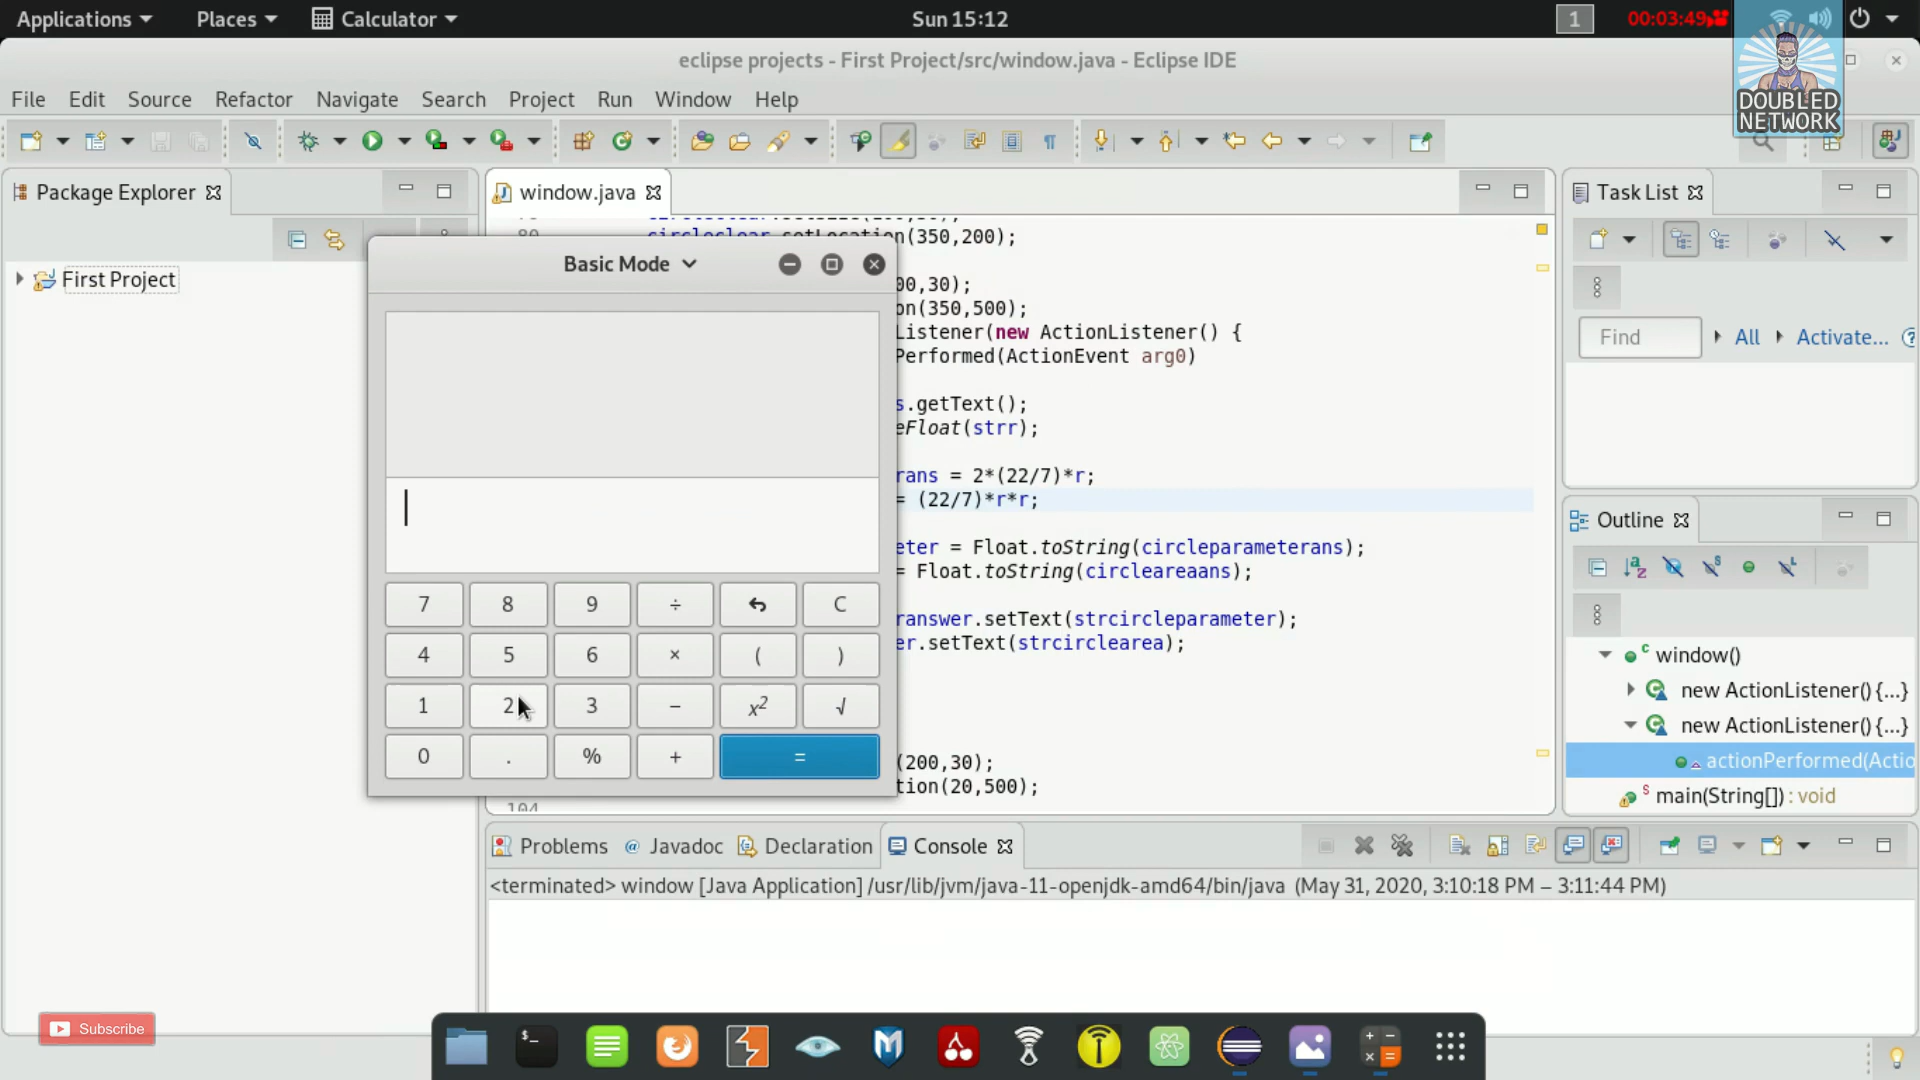 Applications Places Calculator Sun 15:12 1 00:03:49
eclipse projects - First Project/src/window.java - Eclipse IDE
DOUBLED
NETWORK
File Edit Source Refactor Navigate Search Project Run Window Help
Package Explorer
First Project
window.java
80 circleclear.setLocation(350,200);
00,30);
on(350,500);
Listener(new ActionListener() {
Performed(ActionEvent arg0)
s.getText();
eFloat(strr);
rans = 2*(22/7)*r;
= (22/7)*r*r;
eter = Float.toString(circleparameterans);
= Float.toString(circleareaans);
ranswer.setText(strcircleparameter);
er.setText(strcirclearea);
(200,30);
tion(20,500);
104
Basic Mode
7 8 9 ÷ C
4 5 6 × ( )
1 2 3 − x² √
0 . % + =
Task List
Find All Activate...
Outline
window()
new ActionListener() {...}
new ActionListener() {...}
actionPerformed(Actio
main(String[]) : void
Problems @ Javadoc Declaration Console
<terminated> window [Java Application] /usr/lib/jvm/java-11-openjdk-amd64/bin/java (May 31, 2020, 3:10:18 PM – 3:11:44 PM)
Subscribe